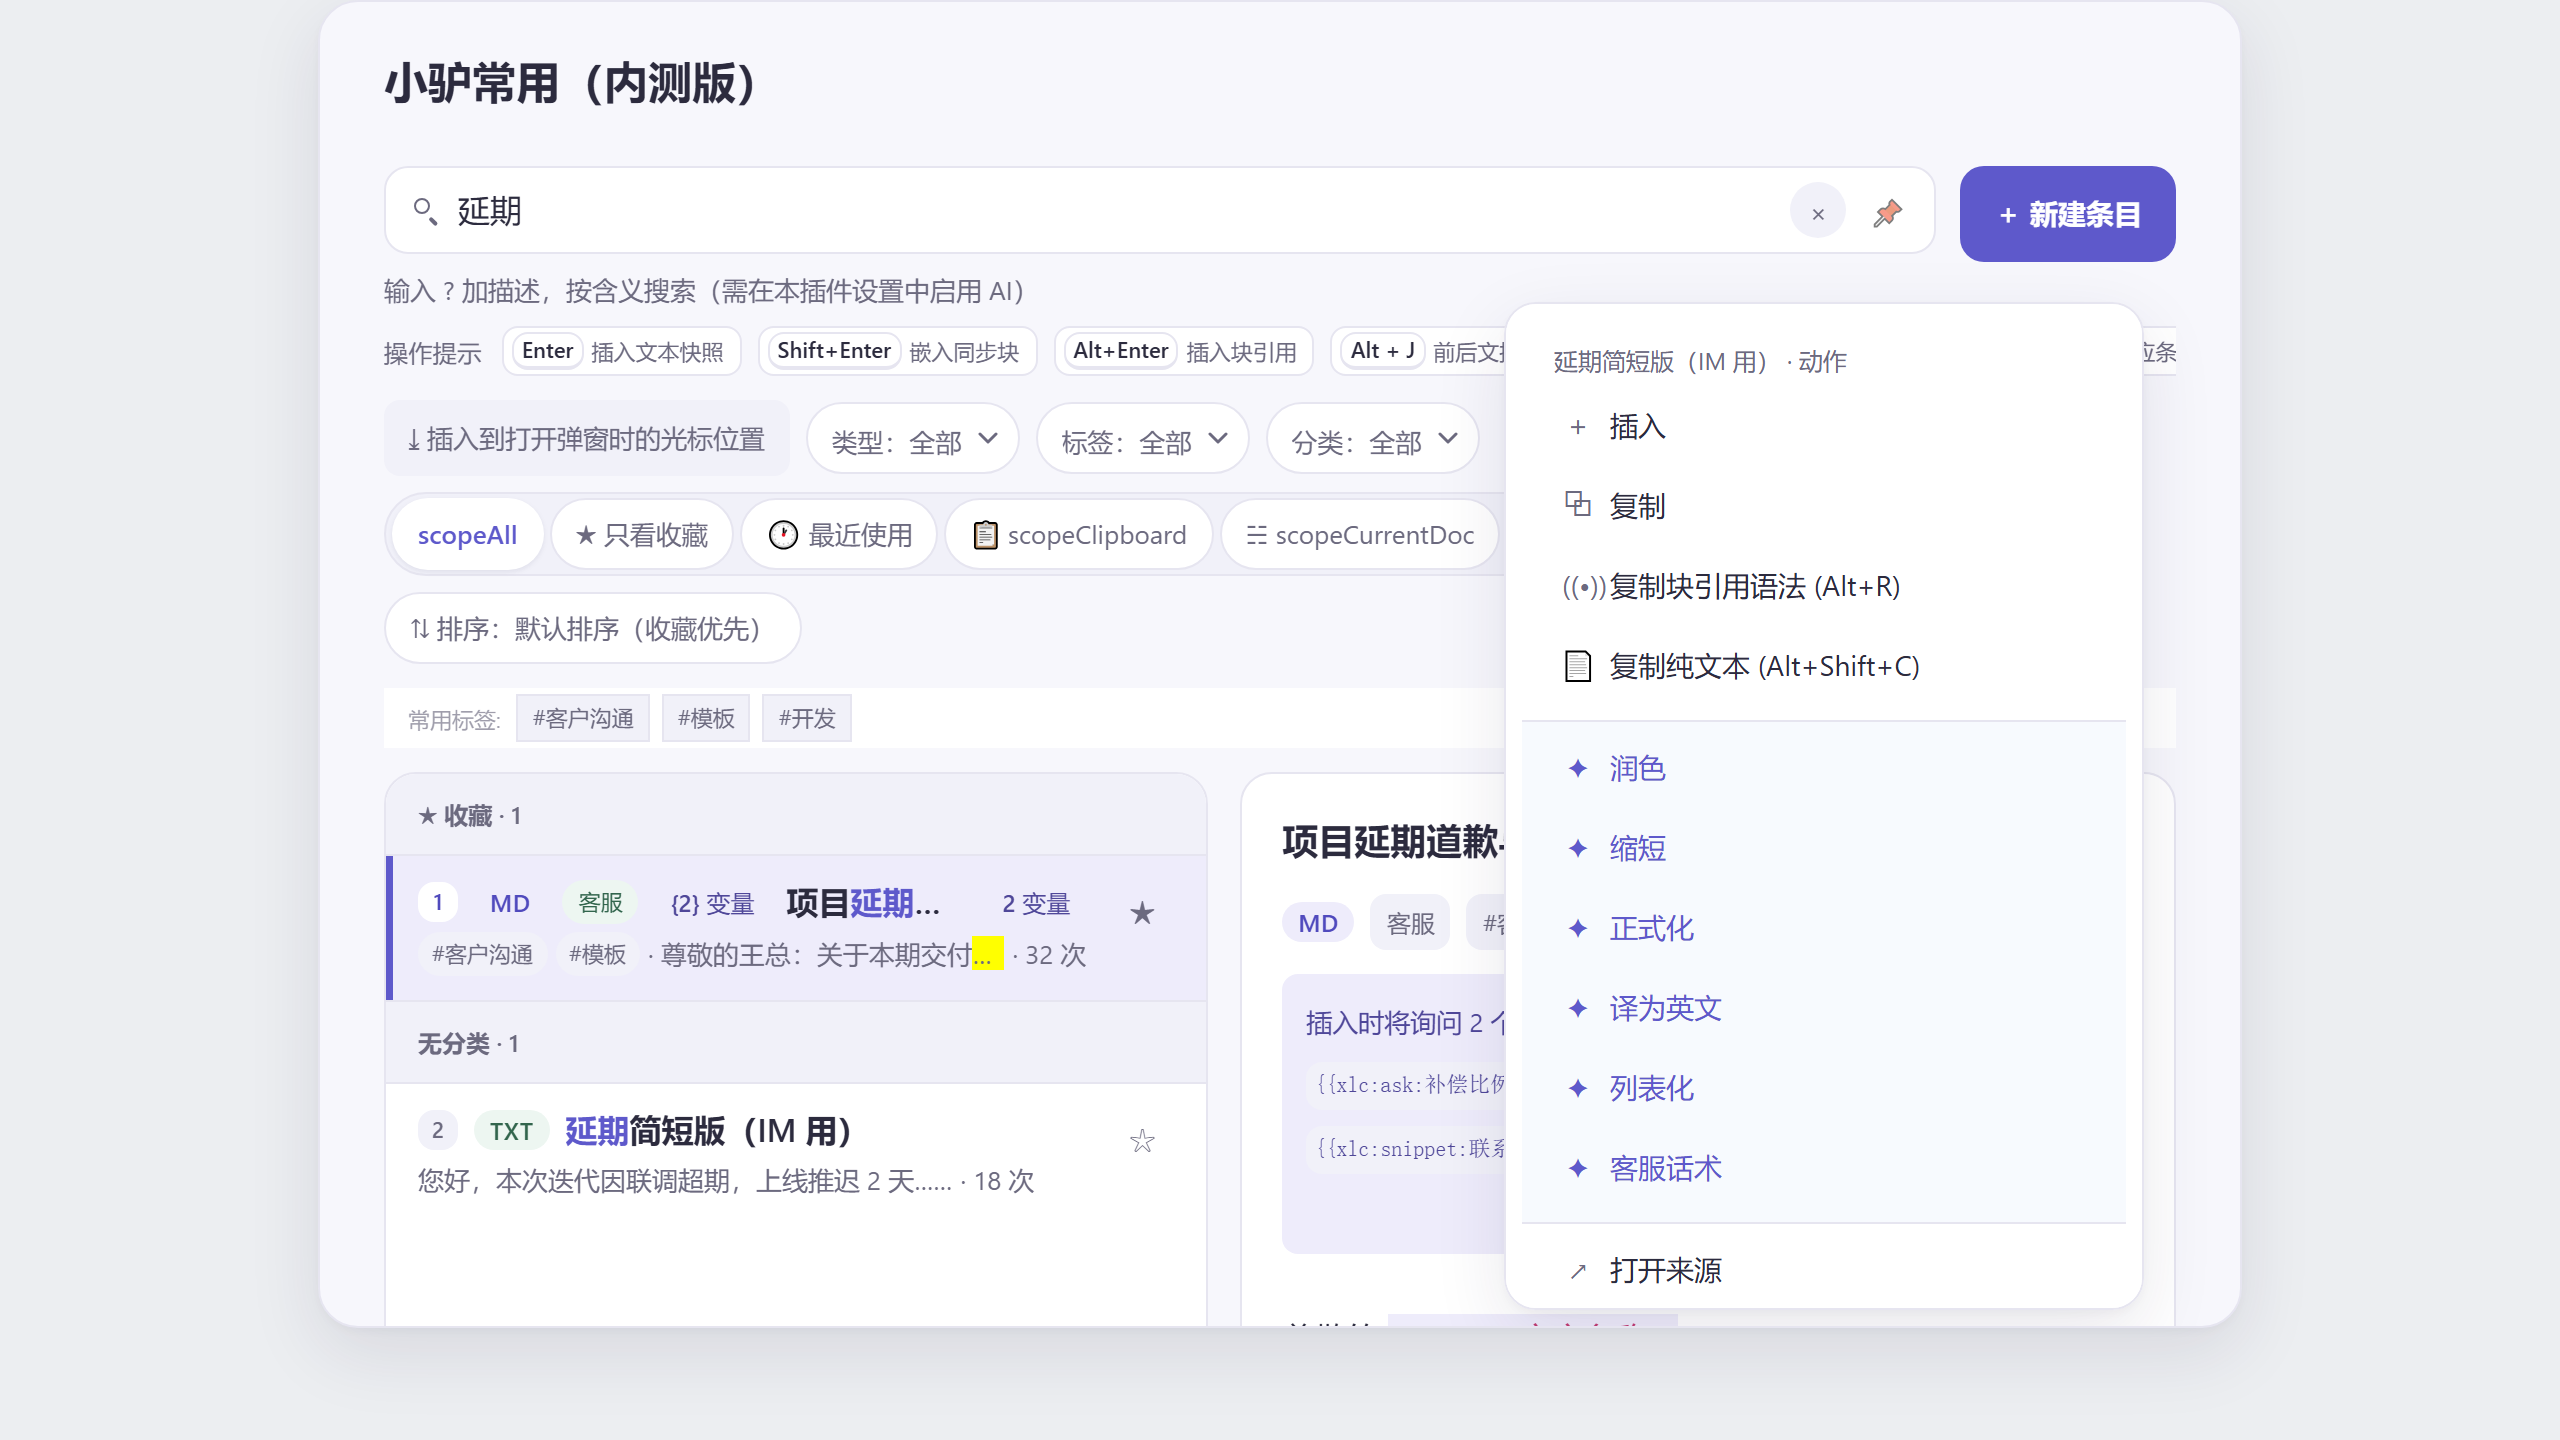 小驴常用（内测版）
延期
× 
+ 新建条目
输入 ? 加描述，按含义搜索（需在本插件设置中启用 AI）
操作提示 Enter 插入文本快照 Shift+Enter 嵌入同步块 Alt+Enter 插入块引用 Alt + J 前后文
插入到打开弹窗时的光标位置 类型：全部 标签：全部 分类：全部
scopeAll ★ 只看收藏 最近使用 scopeClipboard ☵ scopeCurrentDoc
⇅ 排序：默认排序（收藏优先）
常用标签: #客户沟通 #模板 #开发
★ 收藏 · 1
1 MD 客服 {2} 变量 项目延期... 2 变量 ★
#客户沟通 #模板 · 尊敬的王总：关于本期交付... · 32 次
无分类 · 1
2 TXT 延期简短版（IM 用） ☆
您好，本次迭代因联调超期，上线推迟 2 天...... · 18 次
项目延期道歉
MD 客服
插入时将询问 2
{{xlc:ask:补偿比
{{xlc:snippet:联
延期简短版（IM 用） · 动作
+ 插入
复制
((•)) 复制块引用语法 (Alt+R)
复制纯文本 (Alt+Shift+C)
✦ 润色
✦ 缩短
✦ 正式化
✦ 译为英文
✦ 列表化
✦ 客服话术
↗ 打开来源